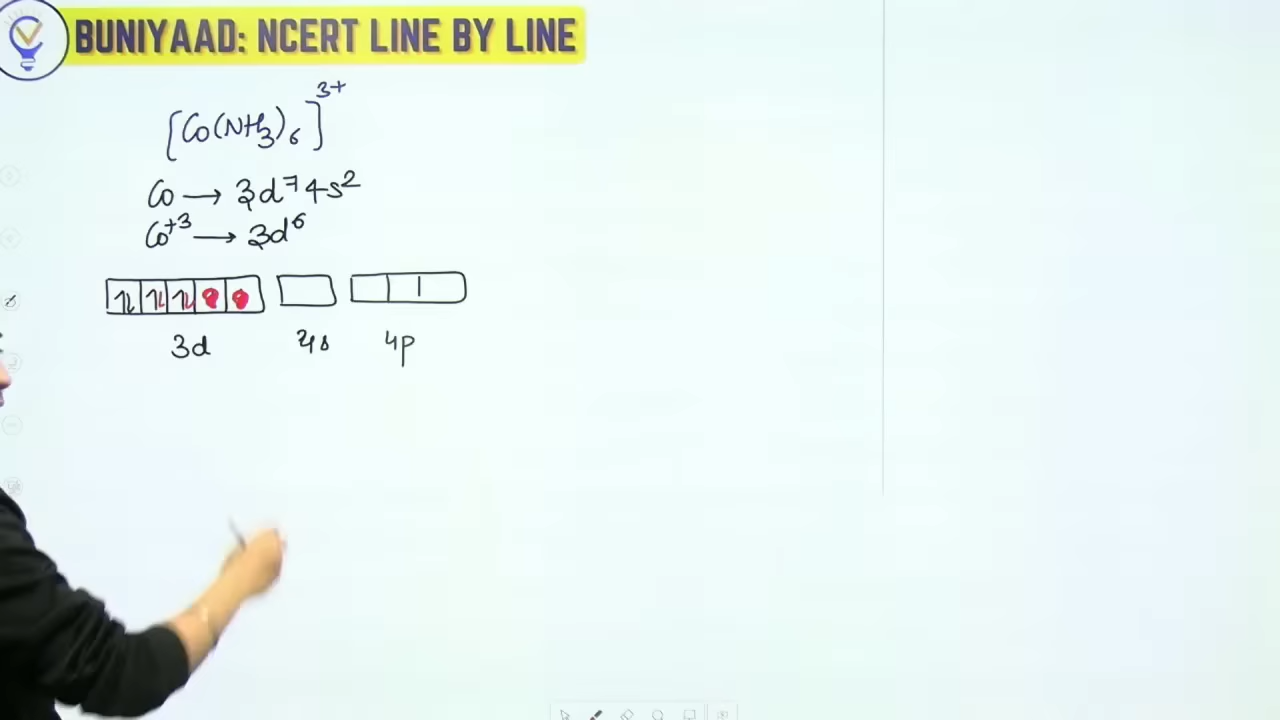 BUNIYAAD: NCERT LINE BY LINE
[Co(NH3)6]3+
Co → 3d7 4s2
Co+3 → 3d6
3d 4s 4p